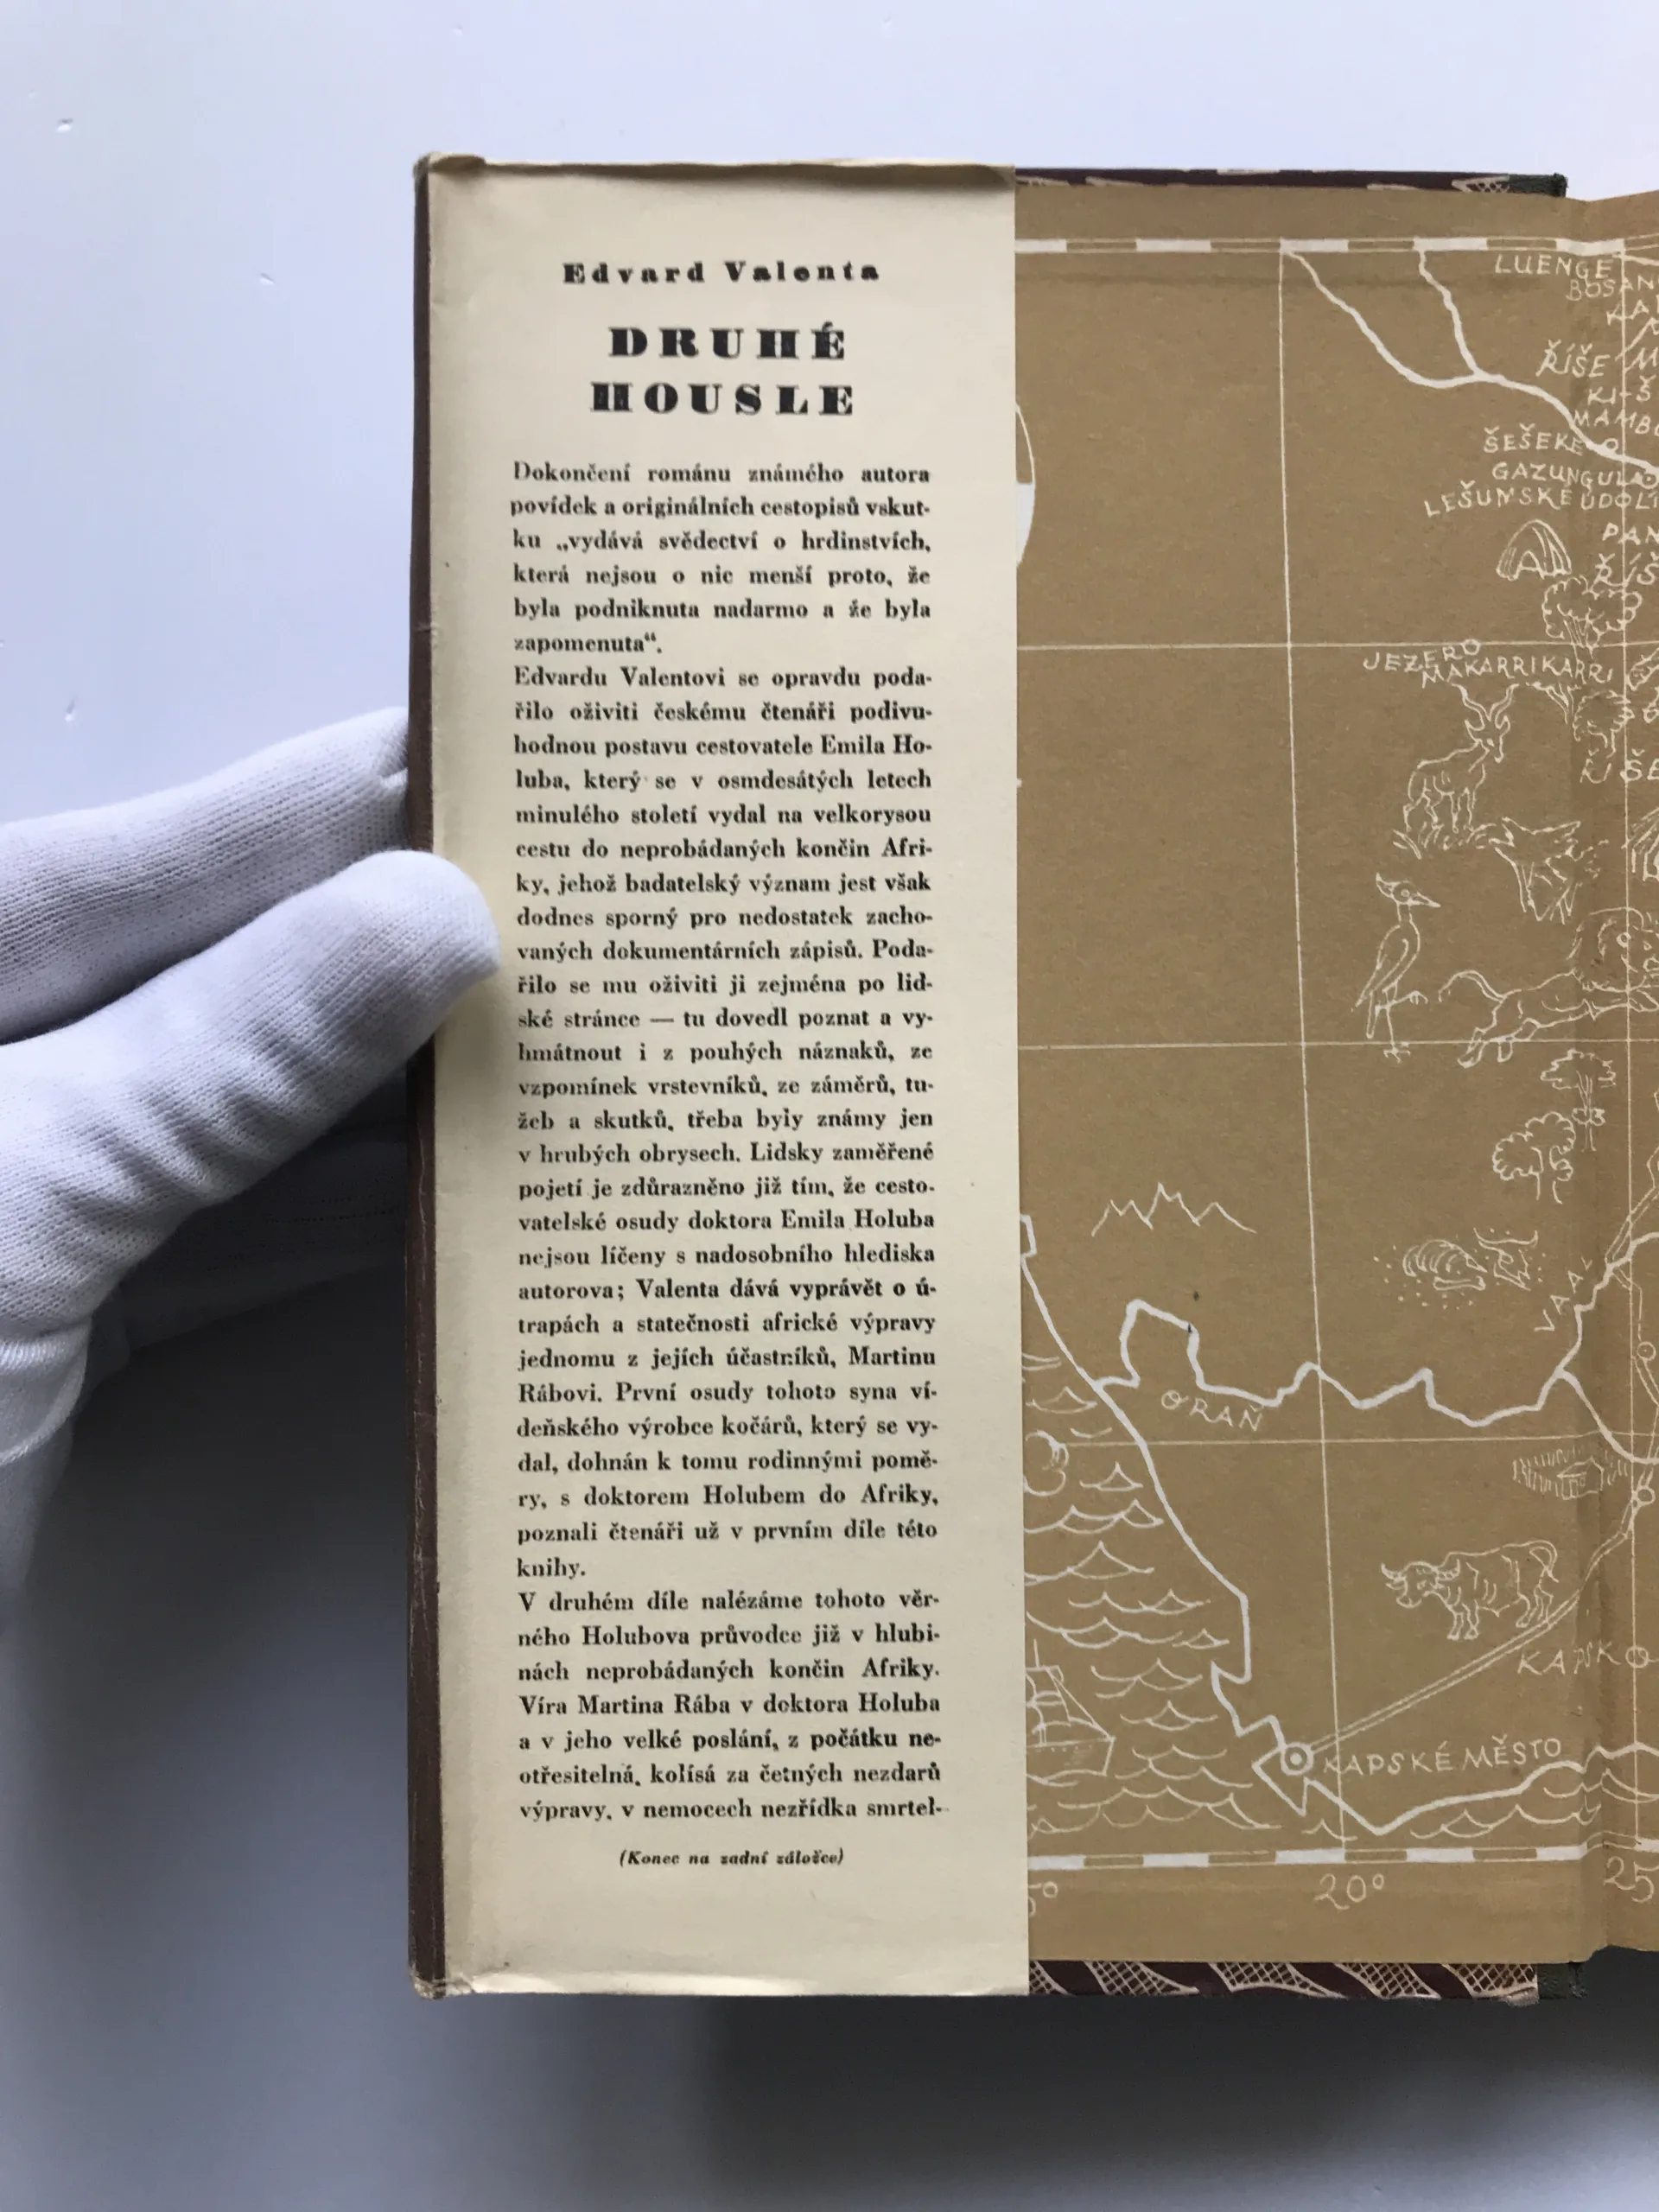 Edvard Valenta
DRUHÉ
HOUSLE
Dokončení románu známého autora
povídek a originálních cestopisů vskut-
ku „vydává svědectví o hrdinstvích,
která nejsou o nic menší proto, že
byla podniknuta nadarmo a že byla
zapomenuta“.
Edvardu Valentovi se opravdu poda-
řilo oživiti českému čtenáři podivu-
hodnou postavu cestovatele Emila Ho-
luba, který se v osmdesátých letech
minulého století vydal na velkorysou
cestu do neprobádaných končin Afri-
ky, jehož badatelský význam jest však
dodnes sporný pro nedostatek zacho-
vaných dokumentárních zápisů. Poda-
řilo se mu oživiti ji zejména po lid-
ské stránce — tu dovedl poznat a vy-
hmátnout i z pouhých náznaků, ze
vzpomínek vrstevníků, ze záměrů, tu-
žeb a skutků, třeba byly známy jen
v hrubých obrysech. Lidsky zaměřené
pojetí je zdůrazněno již tím, že cesto-
vatelské osudy doktora Emila Holuba
nejsou líčeny s nadosobního hlediska
autorova; Valenta dává vyprávět o ú-
trapách a statečnosti africké výpravy
jednomu z jejích účastníků, Martinu
Rábovi. První osudy tohoto syna ví-
deňského výrobce kočárů, který se vy-
dal, dohnán k tomu rodinnými pomě-
ry, s doktorem Holubem do Afriky,
poznali čtenáři už v prvním díle této
knihy.
V druhém díle nalézáme tohoto věr-
ného Holubova průvodce již v hlubi-
nách neprobádaných končin Afriky.
Víra Martina Rába v doktora Holuba
a v jeho velké poslání, z počátku ne-
otřesitelná, kolísá za četných nezdarů
výpravy, v nemocech nezřídka smrtel-
(Konec na zadní záložce)
LUENGE
ŘÍŠE
ŠEŠEKE
GAZUNGULA
LEŠUMSKÉ ÚDOLÍ
JEZERO
MAKARRIKARRI
VAAL
ORAŇ
KAPSK
KAPSKÉ MĚSTO
20°
25